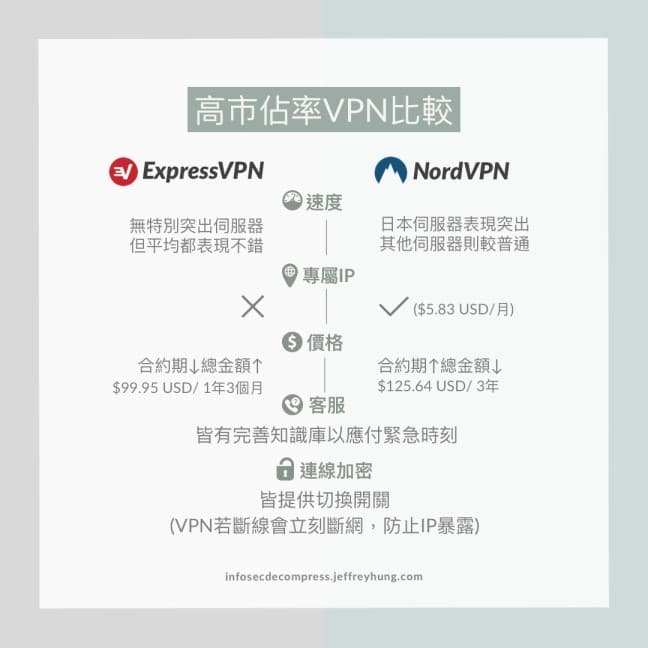 高市佔率VPN比較
ExpressVPN
NordVPN
速度
無特別突出伺服器
但平均都表現不錯
日本伺服器表現突出
其他伺服器則較普通
專屬IP
($5.83 USD/月)
價格
合約期↓總金額↑
$99.95 USD/ 1年3個月
合約期↑總金額↓
$125.64 USD/ 3年
客服
皆有完善知識庫以應付緊急時刻
連線加密
皆提供切換開關
(VPN若斷線會立刻斷網，防止IP暴露)
infosecdecompress.jeffreyhung.com